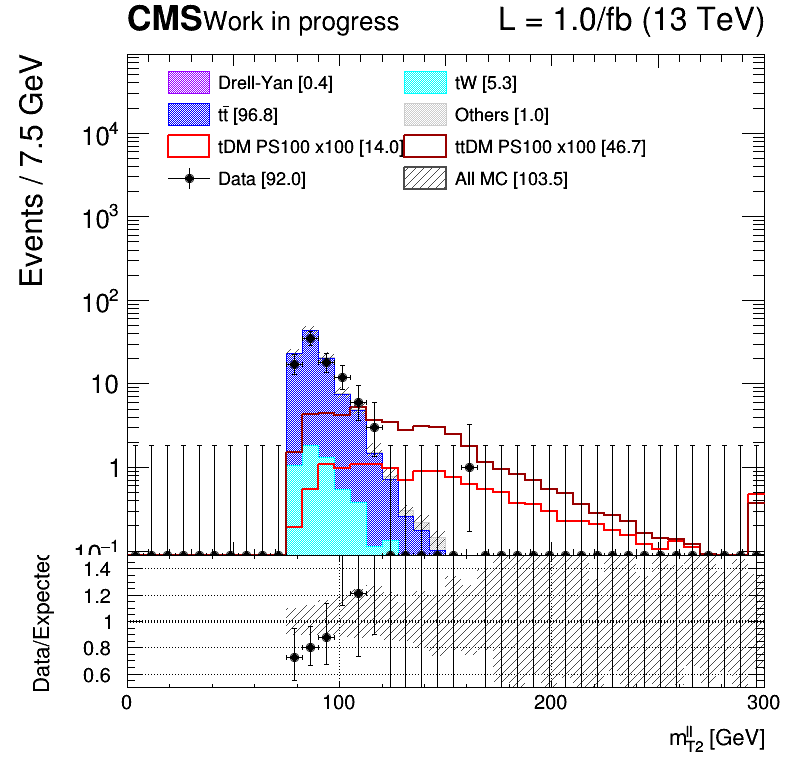 CMS Work in progress L = 1.0/fb (13 TeV)
Events / 7.5 GeV
Drell-Yan [0.4] tW [5.3]
tt̄ [96.8] Others [1.0]
tDM PS100 x100 [14.0] ttDM PS100 x100 [46.7]
Data [92.0] All MC [103.5]
10⁴
10³
10²
10
1
10⁻¹
Data/Expected
1.4
1.2
1
0.8
0.6
0 100 200 300
m_{T2}^{ll} [GeV]